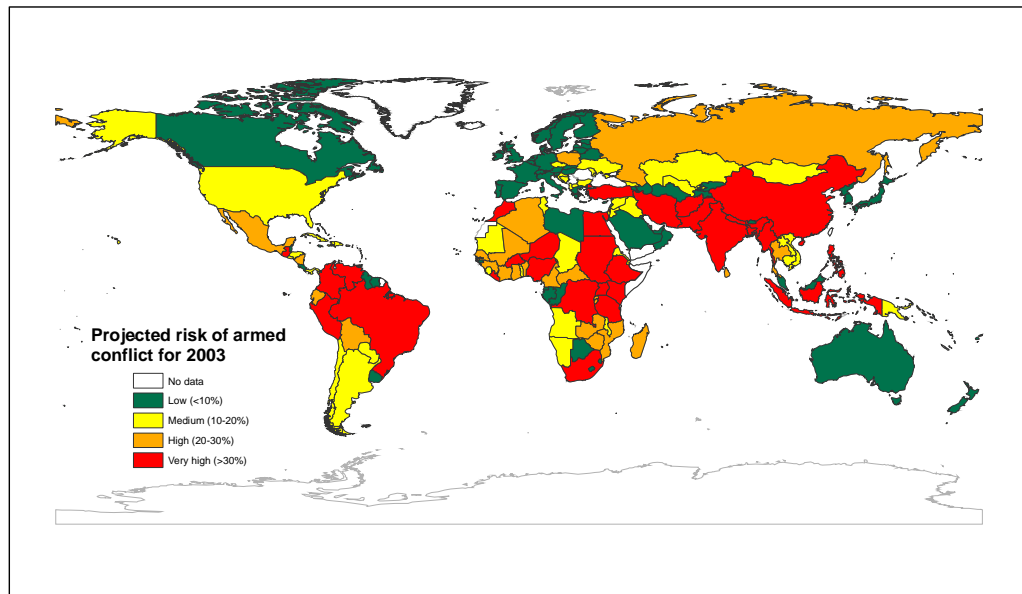 Projected risk of armed
conflict for 2003
No data
Low (<10%)
Medium (10-20%)
High (20-30%)
Very high (>30%)